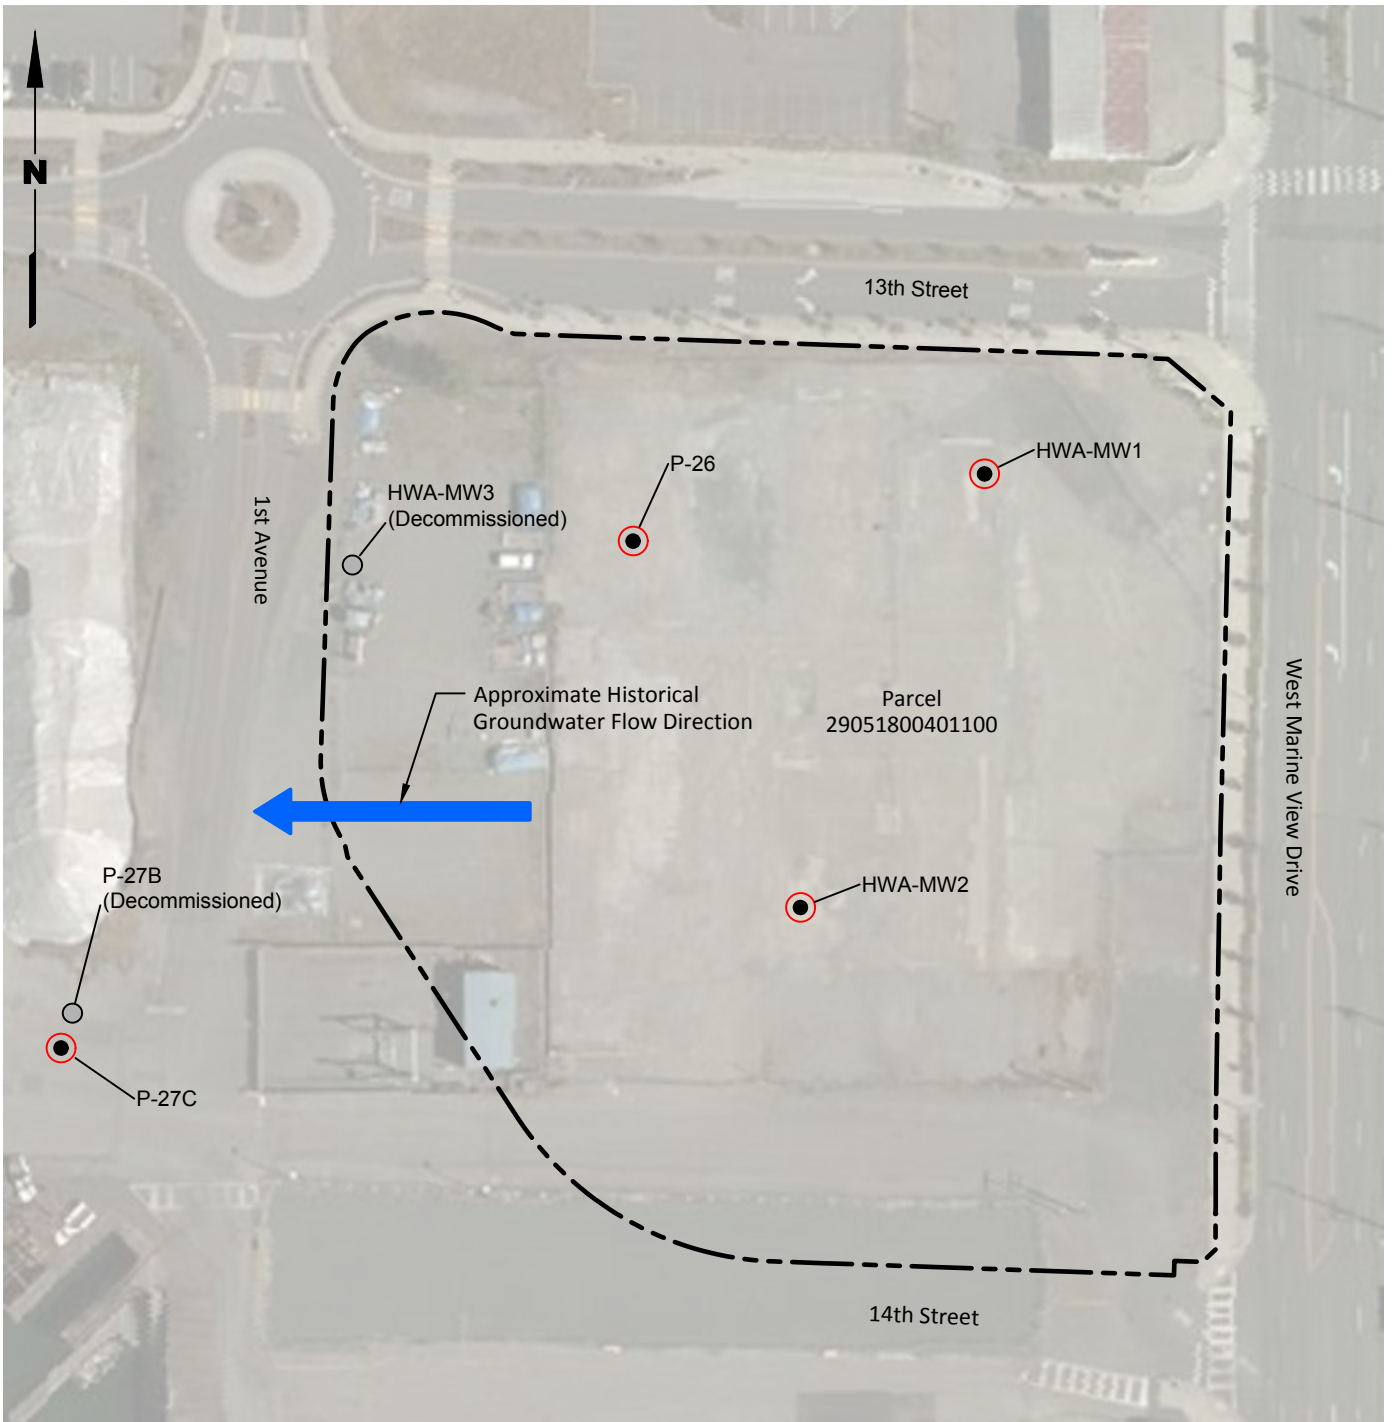 N
13th Street
P-26
HWA-MW1
HWA-MW3
(Decommissioned)
1st Avenue
Approximate Historical
Groundwater Flow Direction
Parcel
29051800401100
West Marine View Drive
P-27B
(Decommissioned)
HWA-MW2
P-27C
14th Street